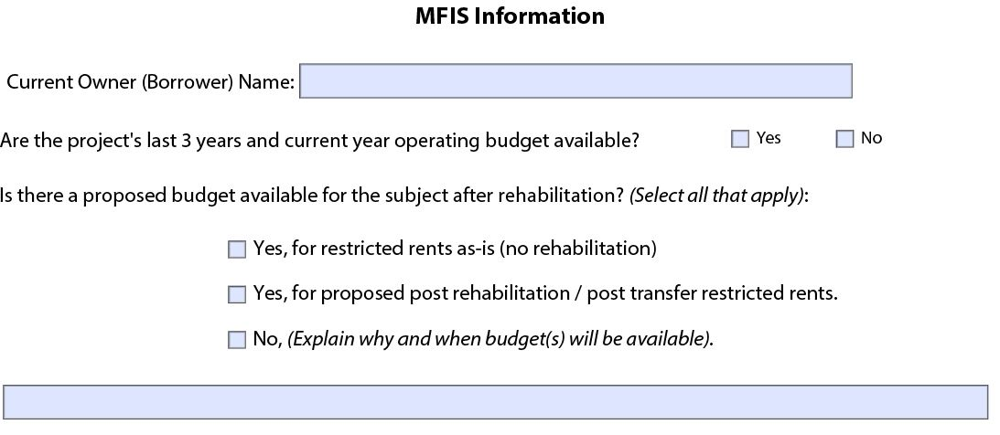 MFIS Information
Current Owner (Borrower) Name:
Are the project's last 3 years and current year operating budget available? Yes No
Is there a proposed budget available for the subject after rehabilitation? (Select all that apply):
Yes, for restricted rents as-is (no rehabilitation)
Yes, for proposed post rehabilitation / post transfer restricted rents.
No, (Explain why and when budget(s) will be available).